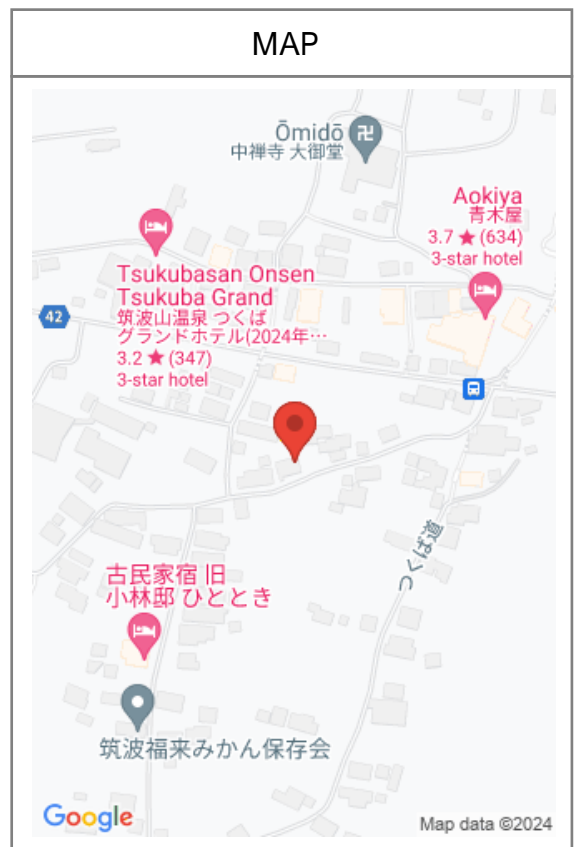 MAP
Ōmidō
中禅寺 大御堂
卍
Aokiya
青木屋
3.7 ★ (634)
3-star hotel
Tsukubasan Onsen
Tsukuba Grand
筑波山温泉 つくば
グランドホテル(2024年…
3.2 ★ (347)
3-star hotel
42
つくば道
古民家宿 旧
小林邸 ひととき
筑波福来みかん保存会
Google
Map data ©2024